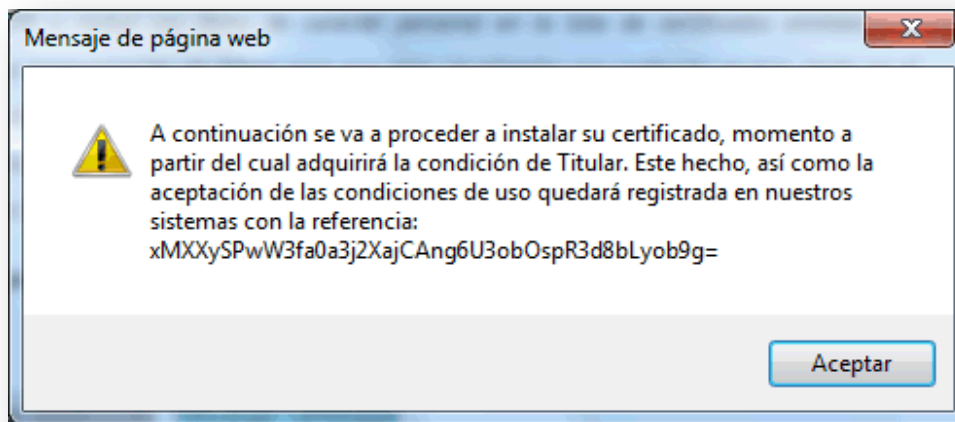 Mensaje de página web
A continuación se va a proceder a instalar su certificado, momento a
partir del cual adquirirá la condición de Titular. Este hecho, así como la
aceptación de las condiciones de uso quedará registrada en nuestros
sistemas con la referencia:
xMXXySPwW3fa0a3j2XajCAng6U3obOspR3d8bLyob9g=
Aceptar